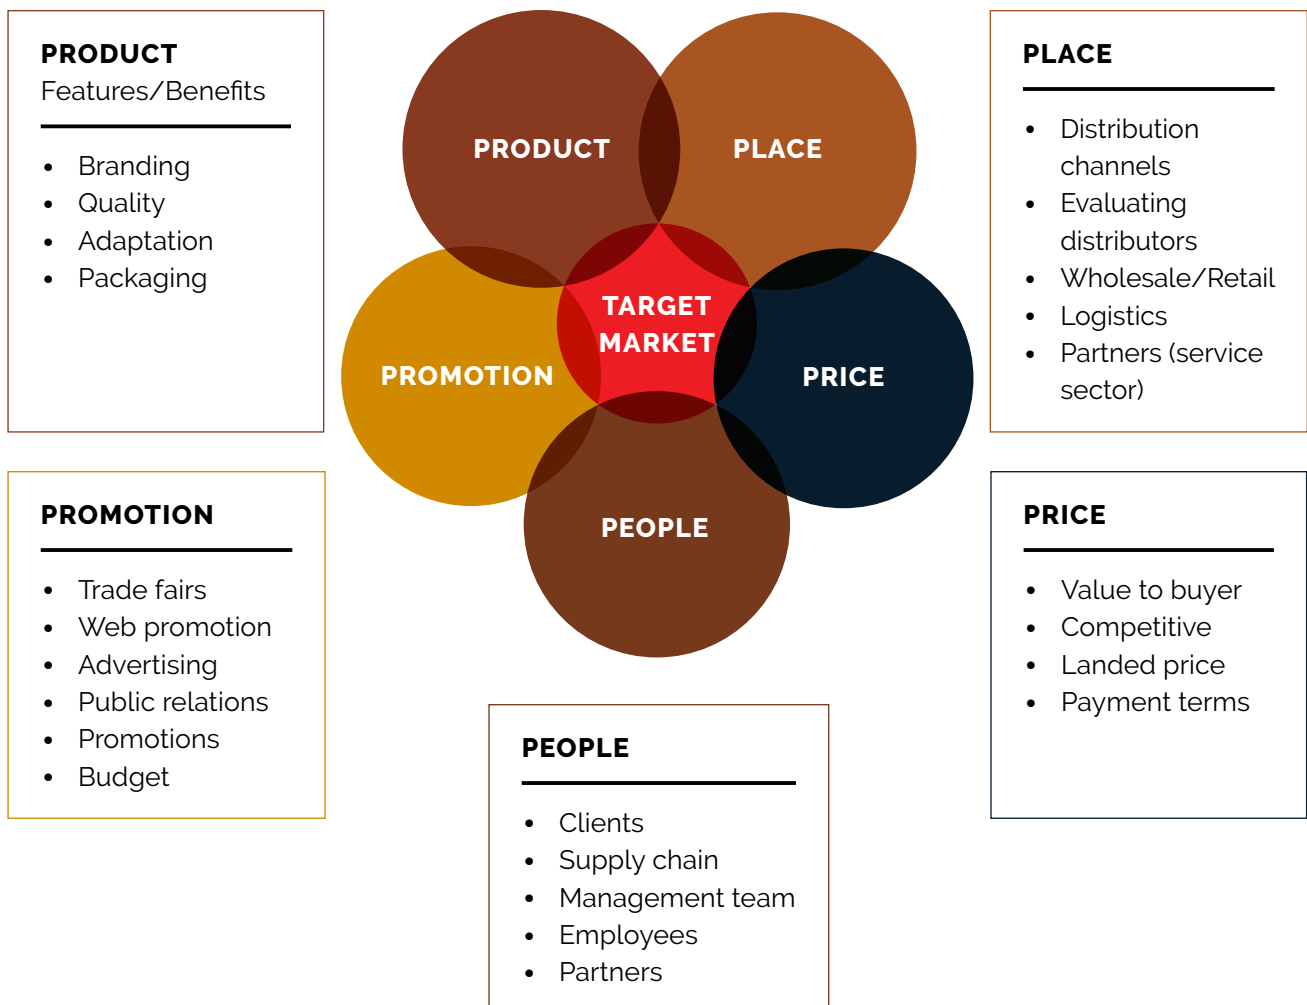 PRODUCT
Features/Benefits
• Branding
• Quality
• Adaptation
• Packaging
PRODUCT
PLACE
TARGET
MARKET
PROMOTION
PRICE
PEOPLE
PLACE
• Distribution
channels
• Evaluating
distributors
• Wholesale/Retail
• Logistics
• Partners (service
sector)
PROMOTION
• Trade fairs
• Web promotion
• Advertising
• Public relations
• Promotions
• Budget
PRICE
• Value to buyer
• Competitive
• Landed price
• Payment terms
PEOPLE
• Clients
• Supply chain
• Management team
• Employees
• Partners